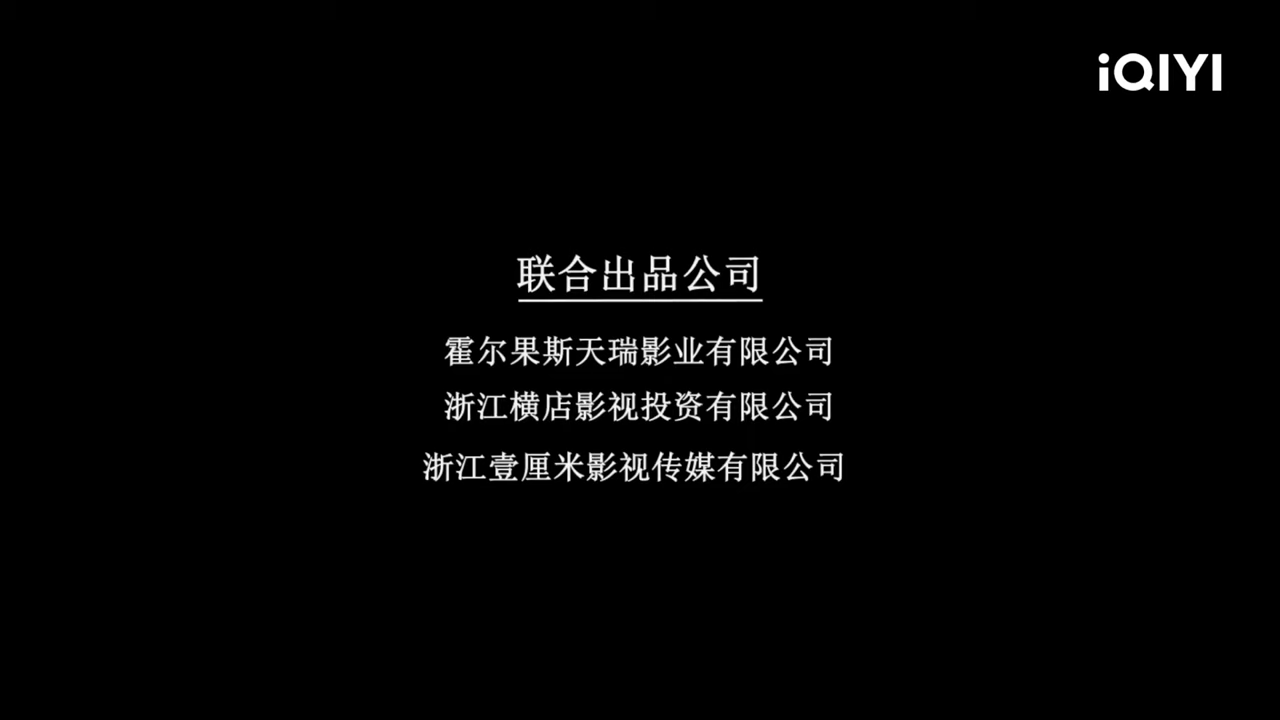 iQIYI
联合出品公司
霍尔果斯天瑞影业有限公司
浙江横店影视投资有限公司
浙江壹厘米影视传媒有限公司